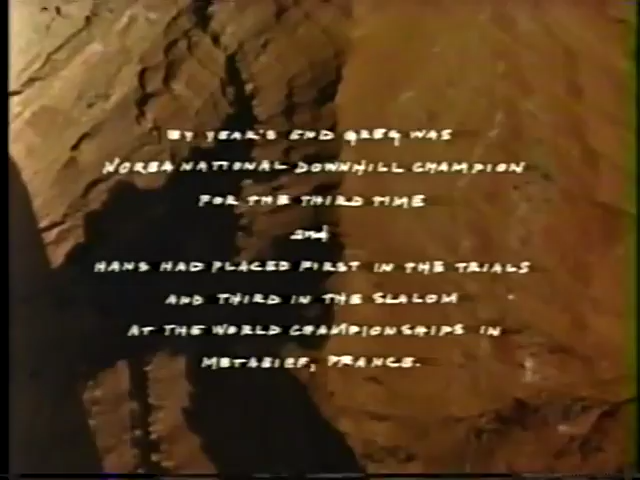 BY YEAR'S END GREG WAS
NORBA NATIONAL DOWNHILL CHAMPION
FOR THE THIRD TIME
and
HANS HAD PLACED FIRST IN THE TRIALS
AND THIRD IN THE SLALOM
AT THE WORLD CHAMPIONSHIPS IN
METABIEF, FRANCE.